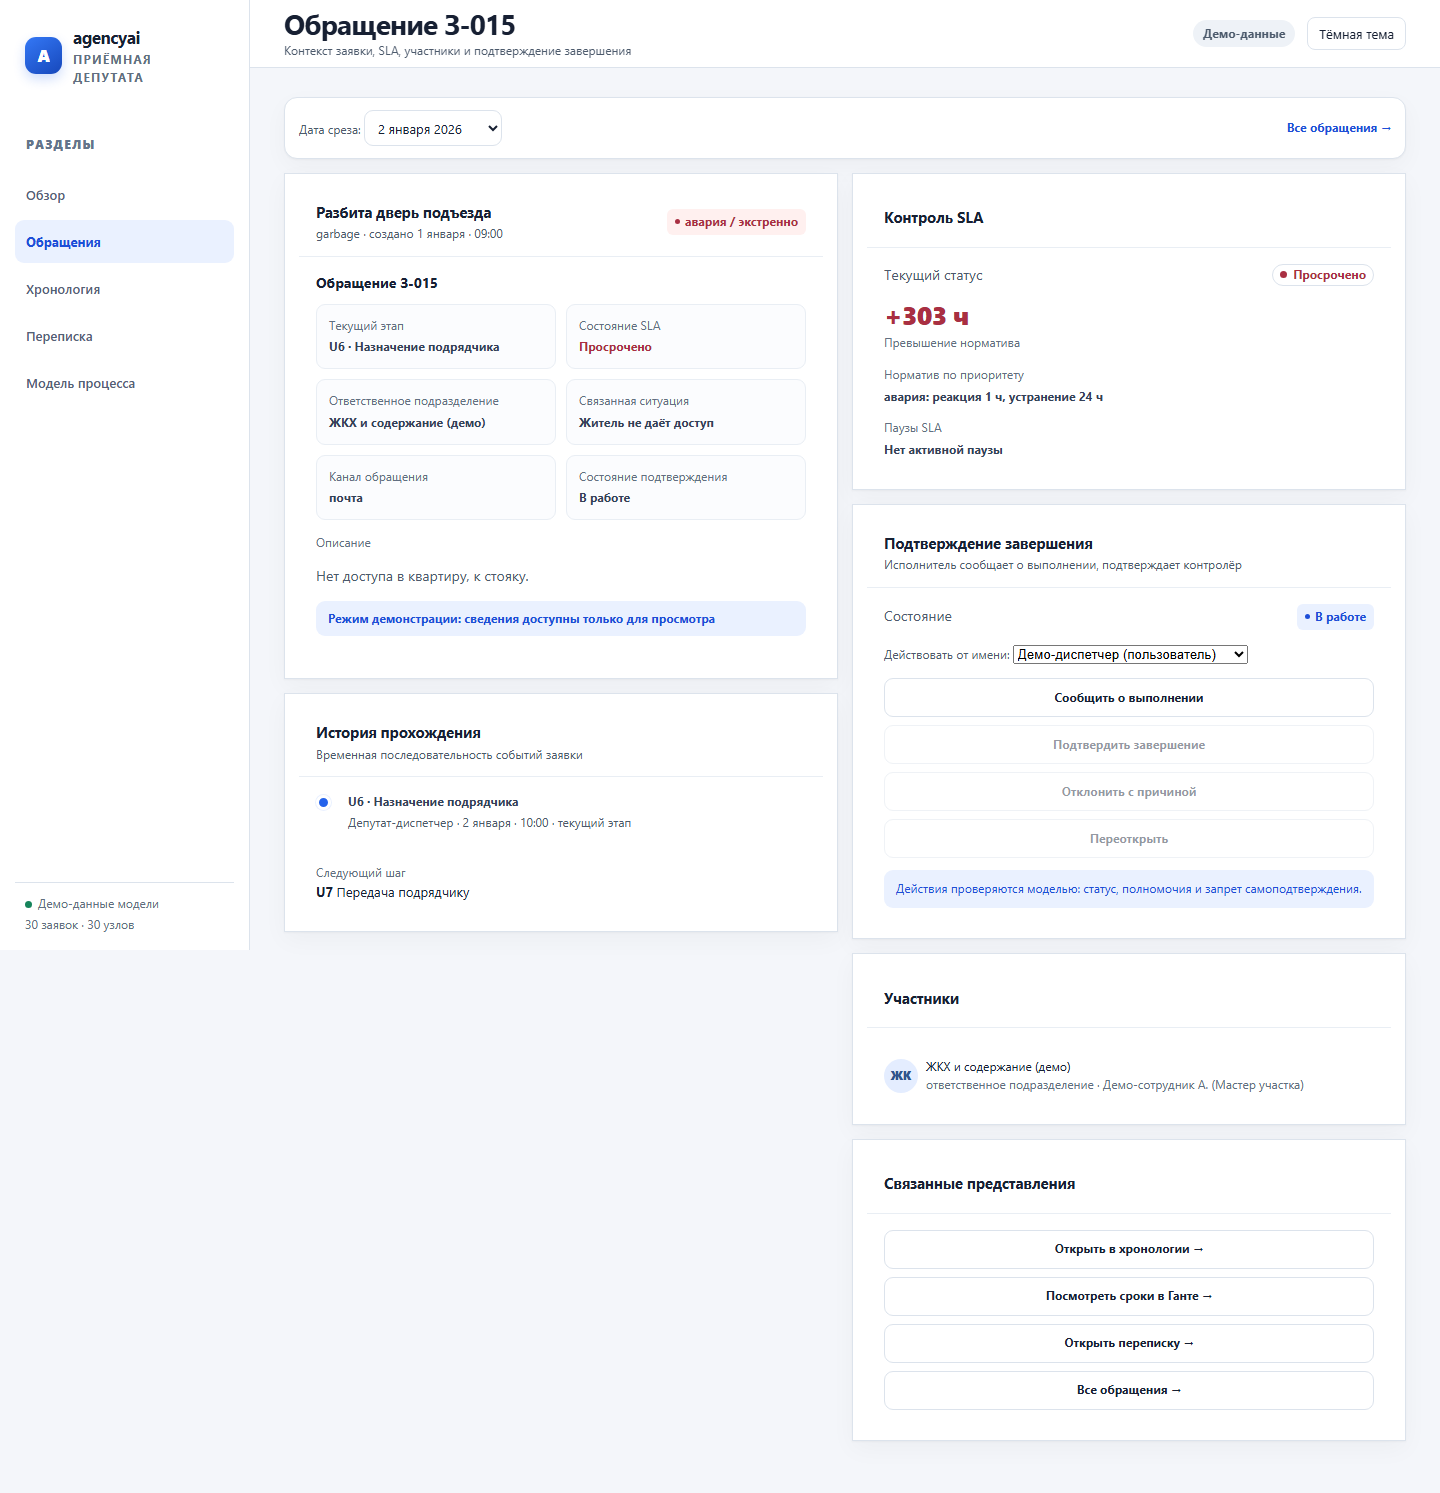 A
agencyai
ПРИЁМНАЯ
ДЕПУТАТА
РАЗДЕЛЫ
Обзор
Обращения
Хронология
Переписка
Модель процесса
Демо-данные модели
30 заявок · 30 узлов
Обращение З-015
Контекст заявки, SLA, участники и подтверждение завершения
Демо-данные
Тёмная тема
Дата среза: 2 января 2026
Все обращения →
Разбита дверь подъезда
garbage · создано 1 января · 09:00
авария / экстренно
Обращение З-015
Текущий этап
U6 · Назначение подрядчика
Состояние SLA
Просрочено
Ответственное подразделение
ЖКХ и содержание (демо)
Связанная ситуация
Житель не даёт доступ
Канал обращения
почта
Состояние подтверждения
В работе
Описание
Нет доступа в квартиру, к стояку.
Режим демонстрации: сведения доступны только для просмотра
История прохождения
Временная последовательность событий заявки
U6 · Назначение подрядчика
Депутат-диспетчер · 2 января · 10:00 · текущий этап
Следующий шаг
U7 Передача подрядчику
Контроль SLA
Текущий статус
Просрочено
+303 ч
Превышение норматива
Норматив по приоритету
авария: реакция 1 ч, устранение 24 ч
Паузы SLA
Нет активной паузы
Подтверждение завершения
Исполнитель сообщает о выполнении, подтверждает контролёр
Состояние
В работе
Действовать от имени: Демо-диспетчер (пользователь)
Сообщить о выполнении
Подтвердить завершение
Отклонить с причиной
Переоткрыть
Действия проверяются моделью: статус, полномочия и запрет самоподтверждения.
Участники
ЖК
ЖКХ и содержание (демо)
ответственное подразделение · Демо-сотрудник А. (Мастер участка)
Связанные представления
Открыть в хронологии →
Посмотреть сроки в Ганте →
Открыть переписку →
Все обращения →